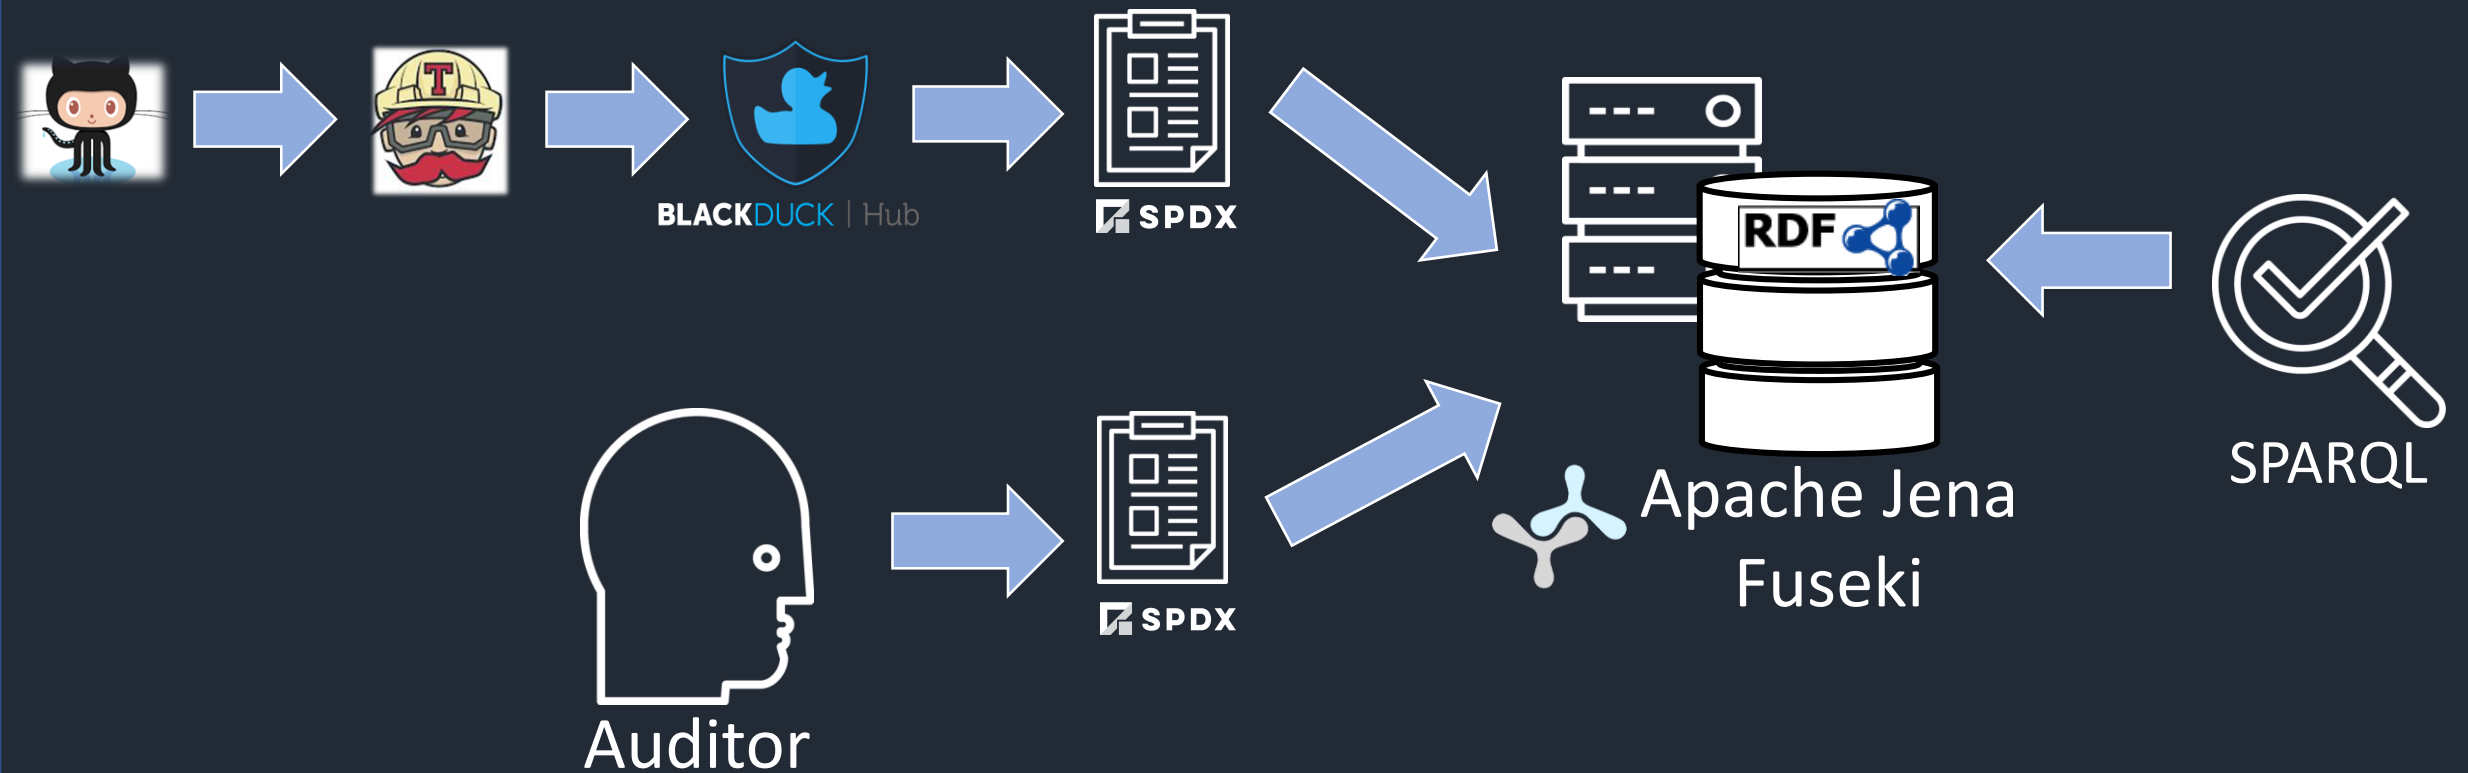 T
BLACKDUCK | Hub
SPDX
RDF
SPARQL
Apache Jena
Fuseki
SPDX
Auditor